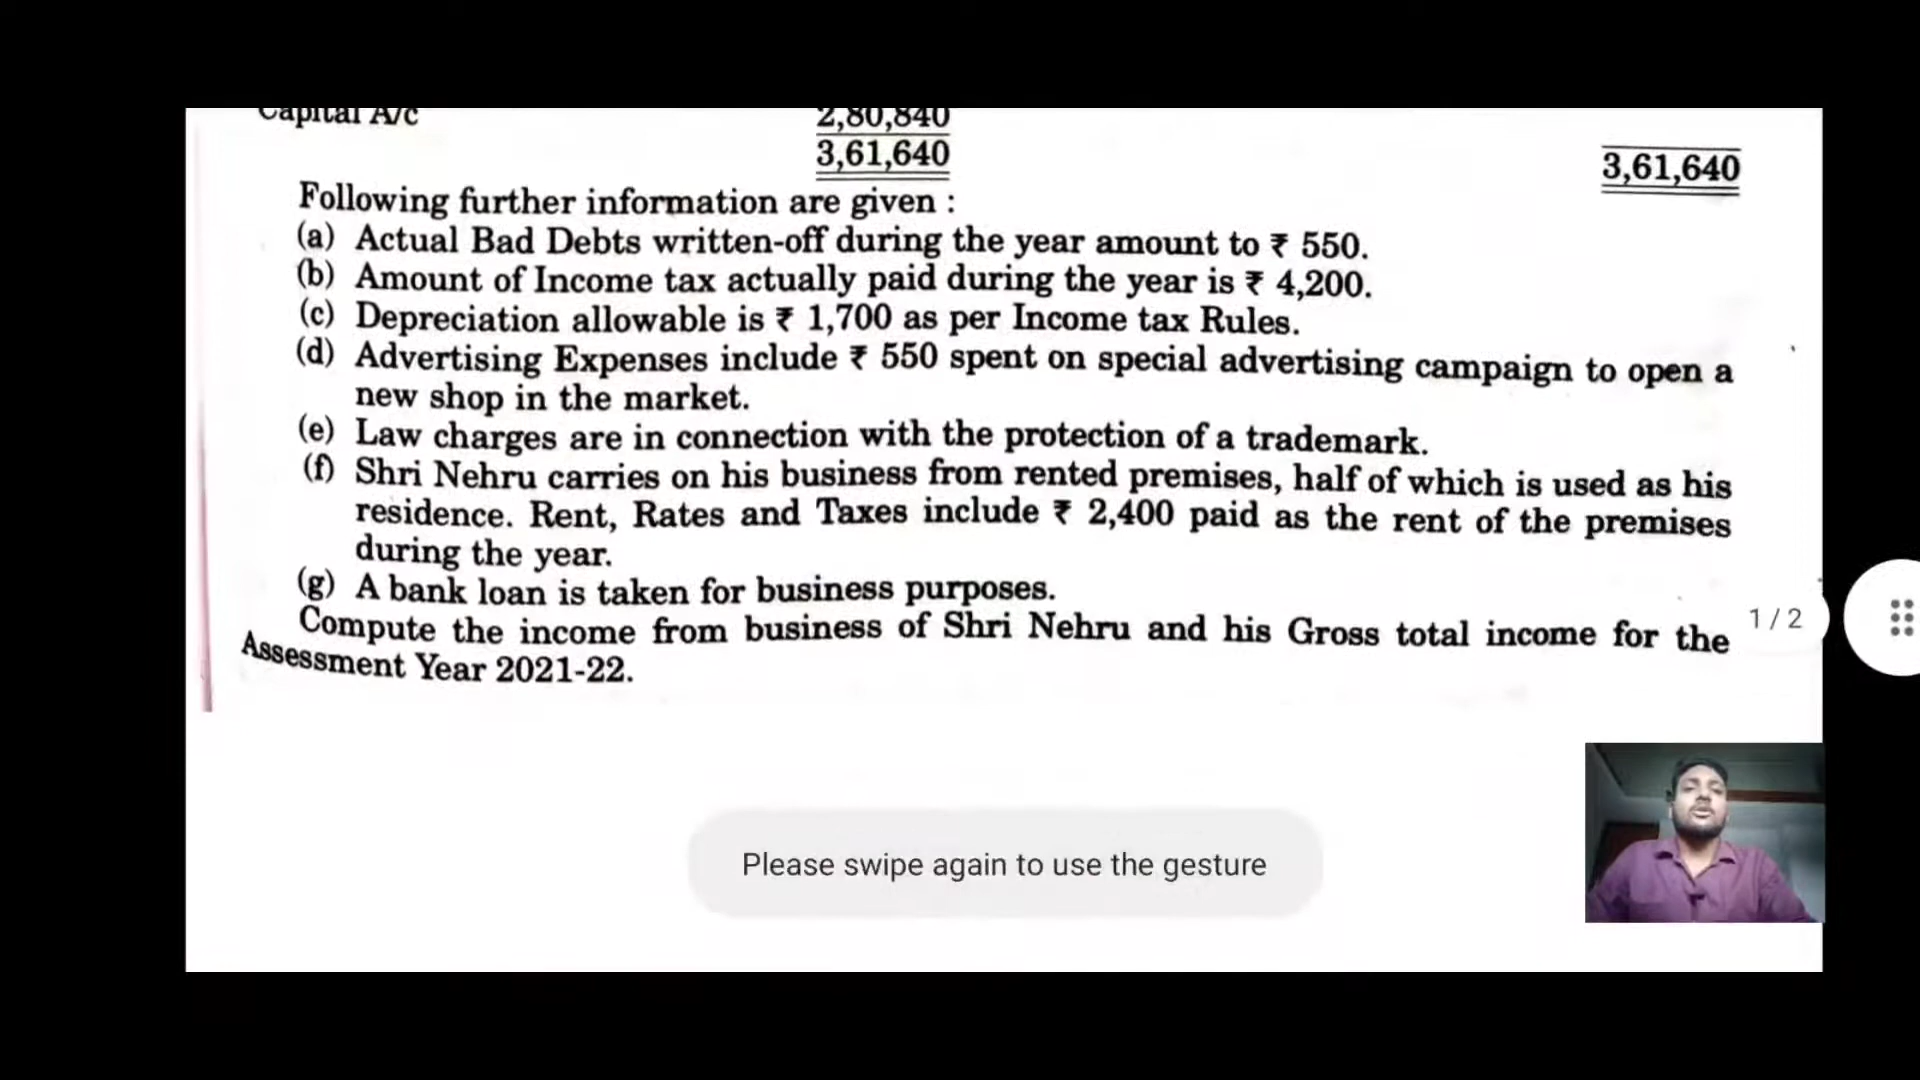 Capital A/c 2,80,840
3,61,640 3,61,640
Following further information are given :
(a) Actual Bad Debts written-off during the year amount to ₹ 550.
(b) Amount of Income tax actually paid during the year is ₹ 4,200.
(c) Depreciation allowable is ₹ 1,700 as per Income tax Rules.
(d) Advertising Expenses include ₹ 550 spent on special advertising campaign to open a
new shop in the market.
(e) Law charges are in connection with the protection of a trademark.
(f) Shri Nehru carries on his business from rented premises, half of which is used as his
residence. Rent, Rates and Taxes include ₹ 2,400 paid as the rent of the premises
during the year.
(g) A bank loan is taken for business purposes.
Compute the income from business of Shri Nehru and his Gross total income for the
Assessment Year 2021-22.
1 / 2
Please swipe again to use the gesture